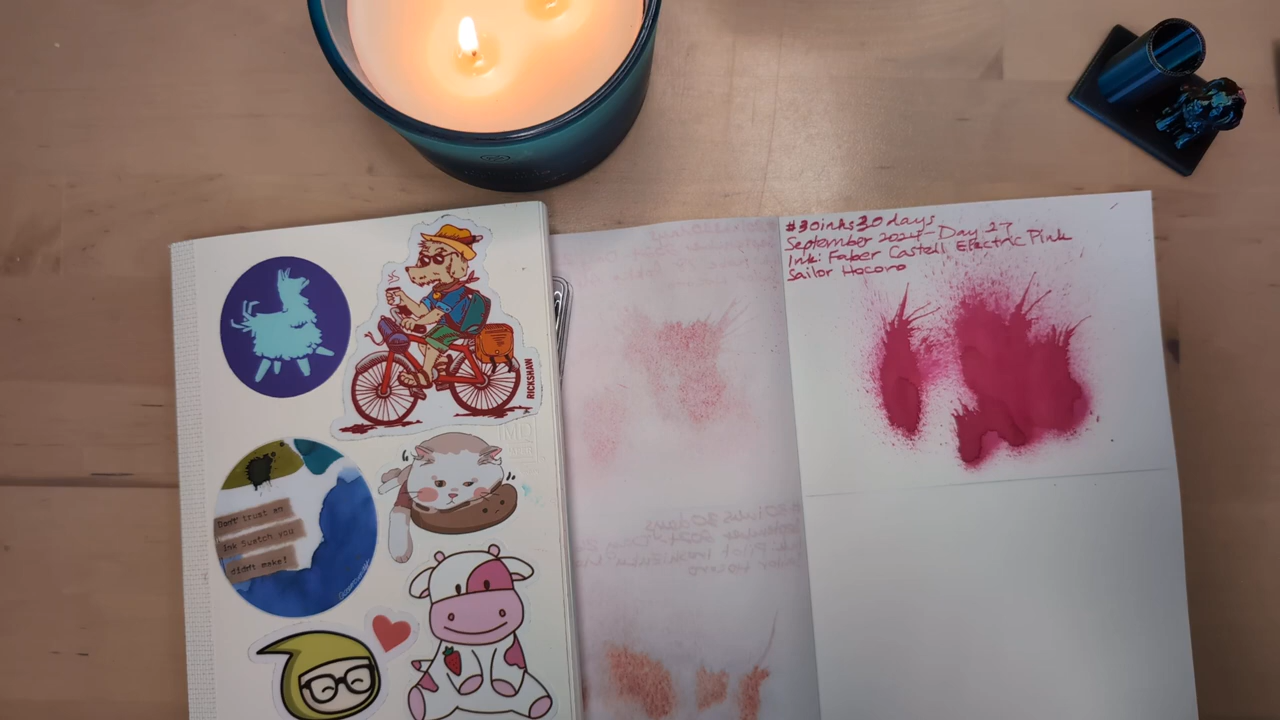 RICKSHAW
Don't trust an
ink swatch you
didn't make!
#30inks30days
September 2024-Day 27
Ink: Faber Castell Electric Pink
Sailor Hocoro